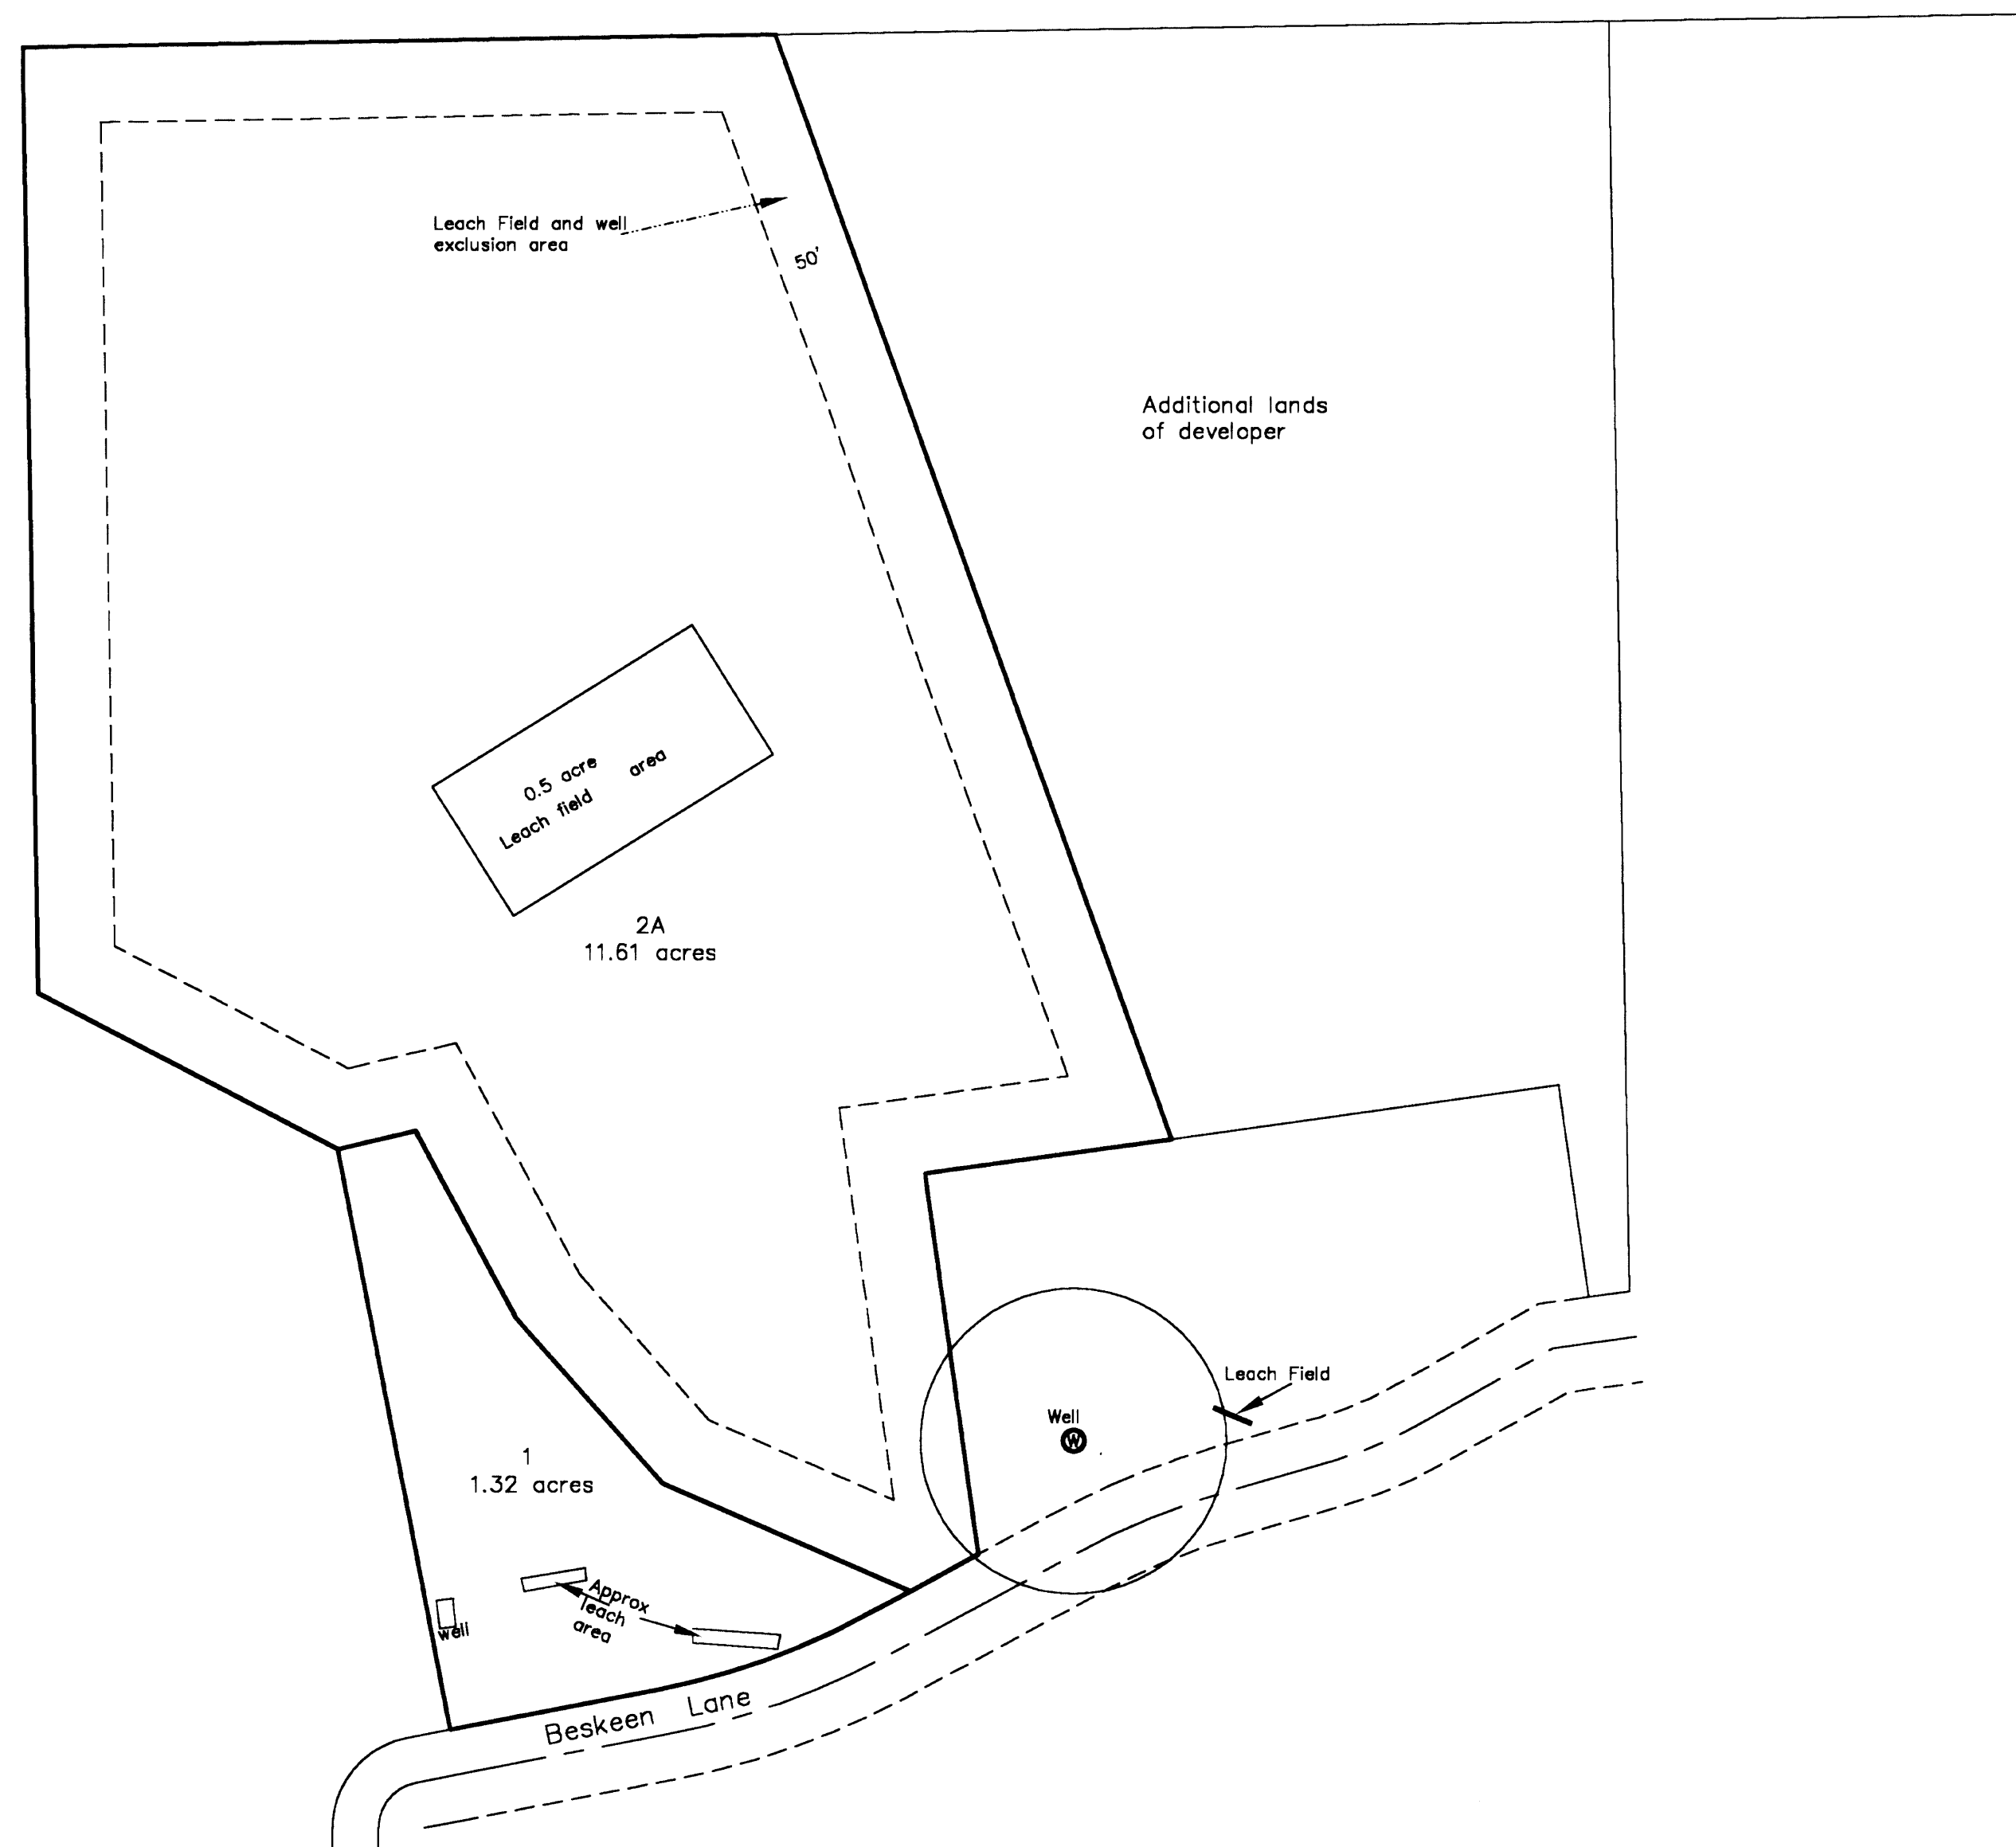 Leach Field and well
exclusion area
50'
Additional lands
of developer
0.5 acre
Leach field area
2A
11.61 acres
Leach Field
Well
W
1
1.32 acres
Approx
leach
area
well
Beskeen Lane